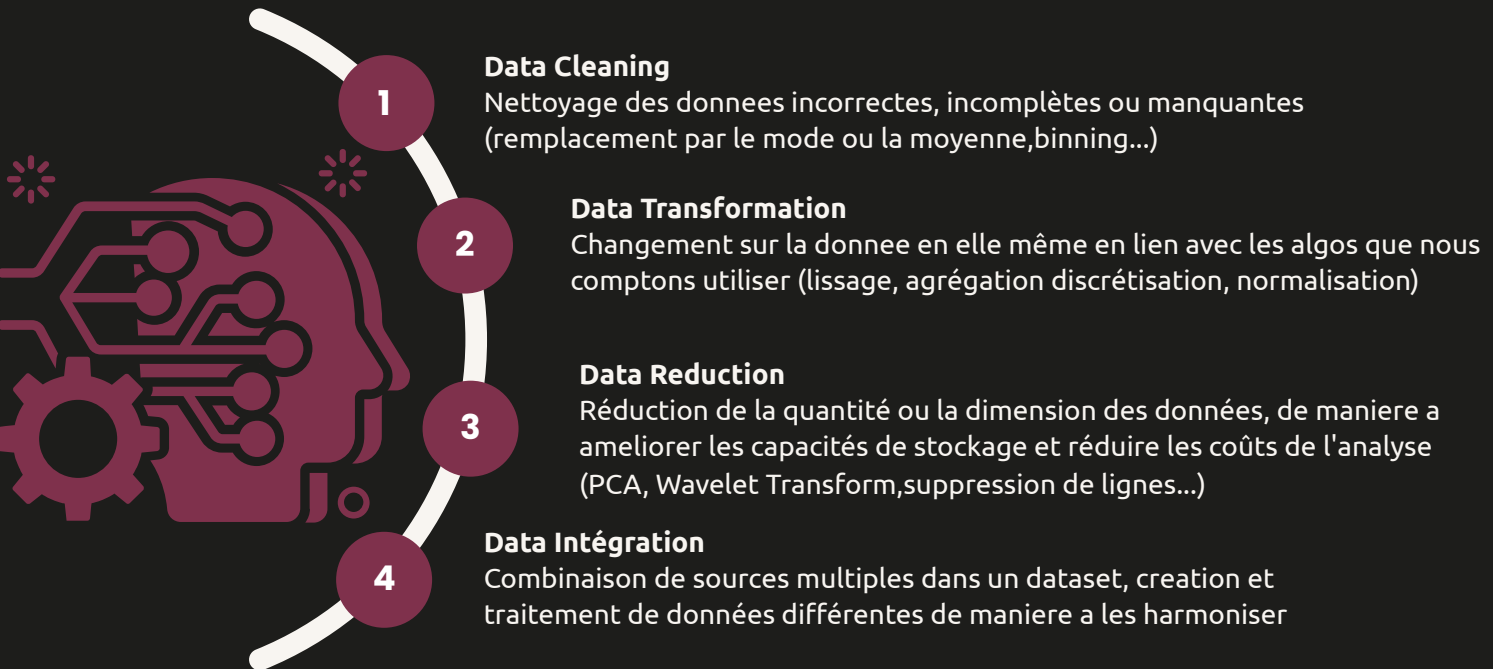 1
Data Cleaning
Nettoyage des donnees incorrectes, incomplètes ou manquantes
(remplacement par le mode ou la moyenne,binning...)
2
Data Transformation
Changement sur la donnee en elle même en lien avec les algos que nous
comptons utiliser (lissage, agrégation discrétisation, normalisation)
3
Data Reduction
Réduction de la quantité ou la dimension des données, de maniere a
ameliorer les capacités de stockage et réduire les coûts de l'analyse
(PCA, Wavelet Transform,suppression de lignes...)
4
Data Intégration
Combinaison de sources multiples dans un dataset, creation et
traitement de données différentes de maniere a les harmoniser